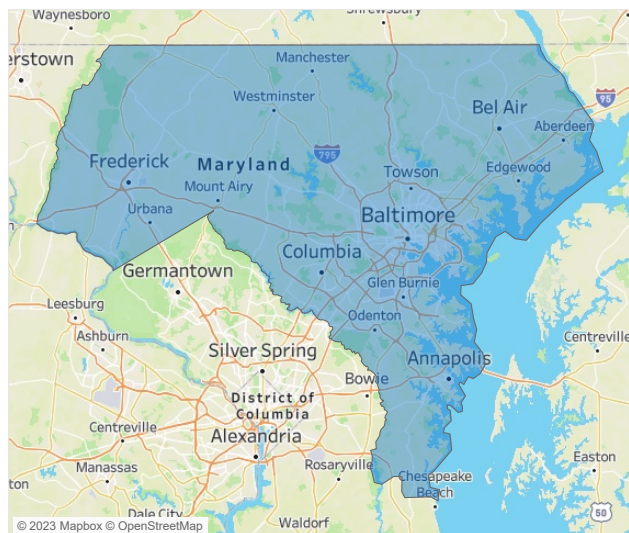 Waynesboro
Shrewsbury
erstown
Manchester
95
Westminster
Bel Air
Aberdeen
Frederick
Maryland
795
Towson
Edgewood
Mount Airy
Urbana
Baltimore
Columbia
Germantown
Glen Burnie
Leesburg
Odenton
Ashburn
Centreville
Silver Spring
Annapolis
Bowie
District of
Columbia
Centreville
Alexandria
Manassas
Rosaryville
Chesapeake
Beach
Easton
ton
Dale City
Waldorf
50
© 2023 Mapbox © OpenStreetMap